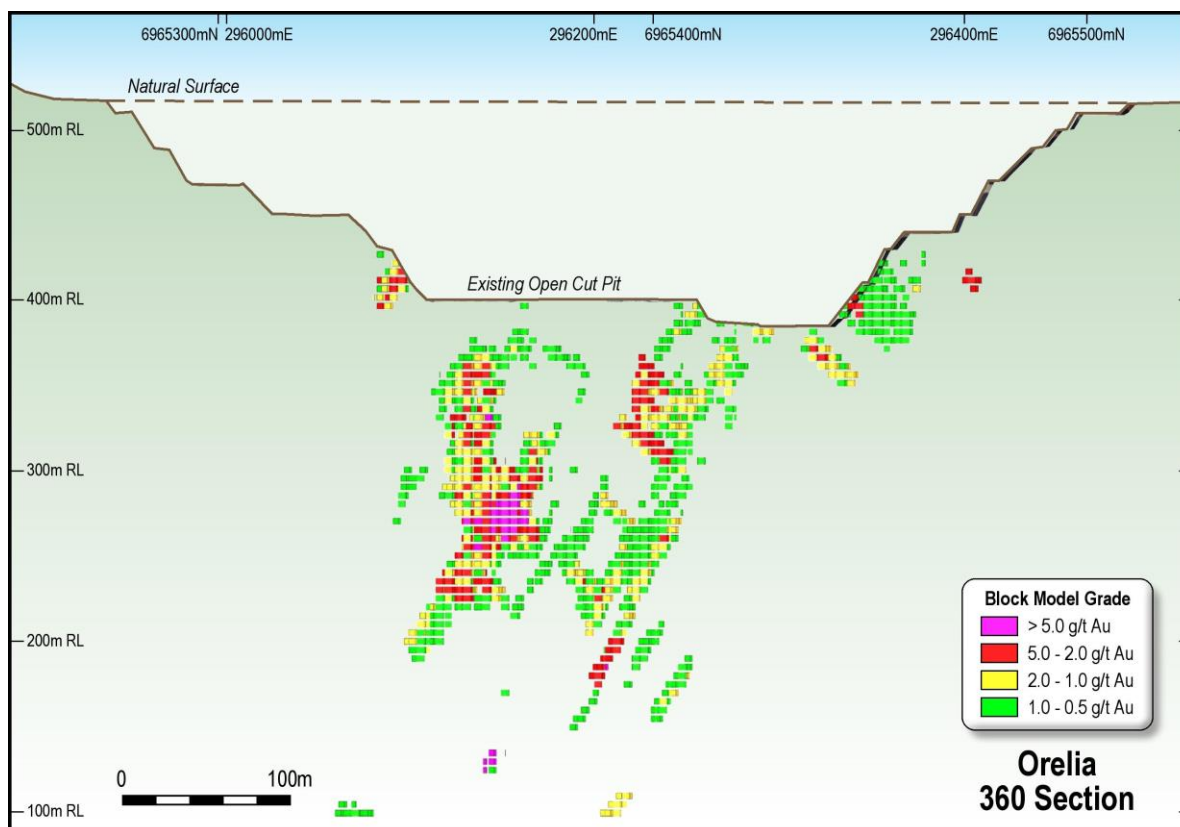 6965300mN 296000mE 296200mE 6965400mN 296400mE 6965500mN
Natural Surface
500m RL
Existing Open Cut Pit
400m RL
300m RL
200m RL
100m RL
Block Model Grade
> 5.0 g/t Au
5.0 - 2.0 g/t Au
2.0 - 1.0 g/t Au
1.0 - 0.5 g/t Au
0 100m
Orelia
360 Section